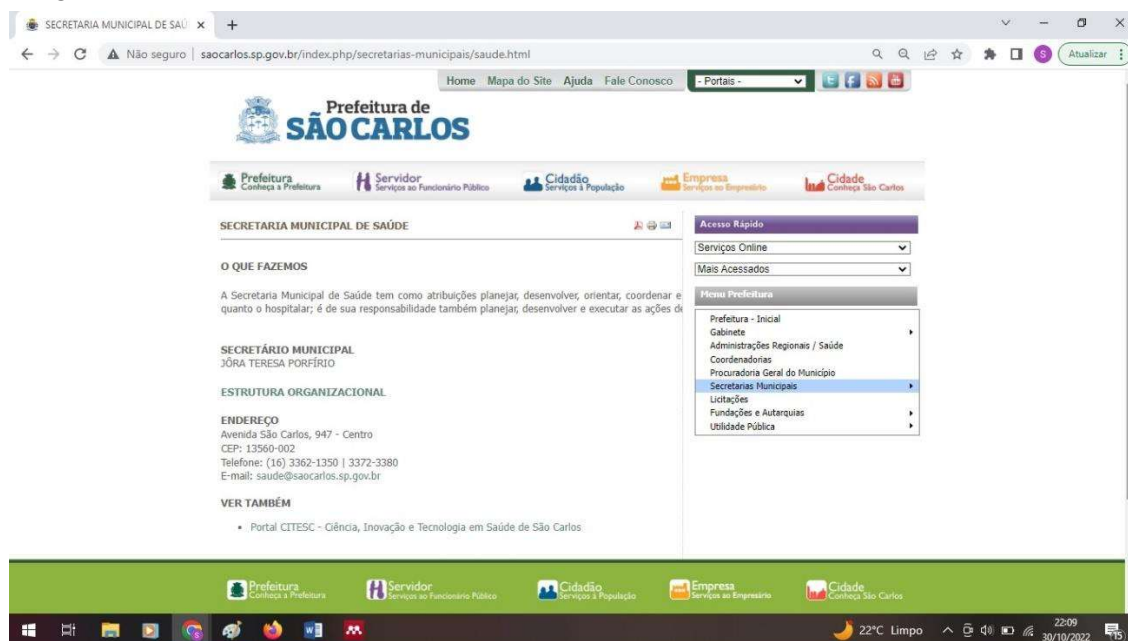 SECRETARIA MUNICIPAL DE SAÚ
Não seguro | saocarlos.sp.gov.br/index.php/secretarias-municipais/saude.html
S
Atualizar
Home Mapa do Site Ajuda Fale Conosco
- Portais -
Prefeitura de
SÃO CARLOS
Prefeitura
Conheça a Prefeitura
Servidor
Serviços ao Funcionário Público
Cidadão
Serviços à População
Empresa
Serviços ao Empresário
Cidade
Conheça São Carlos
SECRETARIA MUNICIPAL DE SAÚDE
O QUE FAZEMOS
A Secretaria Municipal de Saúde tem como atribuições planejar, desenvolver, orientar, coordenar e
quanto o hospitalar; é de sua responsabilidade também planejar, desenvolver e executar as ações de
SECRETÁRIO MUNICIPAL
JÔRA TERESA PORFÍRIO
ESTRUTURA ORGANIZACIONAL
ENDEREÇO
Avenida São Carlos, 947 - Centro
CEP: 13560-002
Telefone: (16) 3362-1350 | 3372-3380
E-mail: saude@saocarlos.sp.gov.br
VER TAMBÉM
• Portal CITESC - Ciência, Inovação e Tecnologia em Saúde de São Carlos
Acesso Rápido
Serviços Online
Mais Acessados
Menu Prefeitura
Prefeitura - Inicial
Gabinete
Administrações Regionais / Saúde
Coordenadorias
Procuradoria Geral do Município
Secretarias Municipais
Licitações
Fundações e Autarquias
Utilidade Pública
Prefeitura
Conheça a Prefeitura
Servidor
Serviços ao Funcionário Público
Cidadão
Serviços à População
Empresa
Serviços ao Empresário
Cidade
Conheça São Carlos
22°C Limpo
22:09
30/10/2022
15